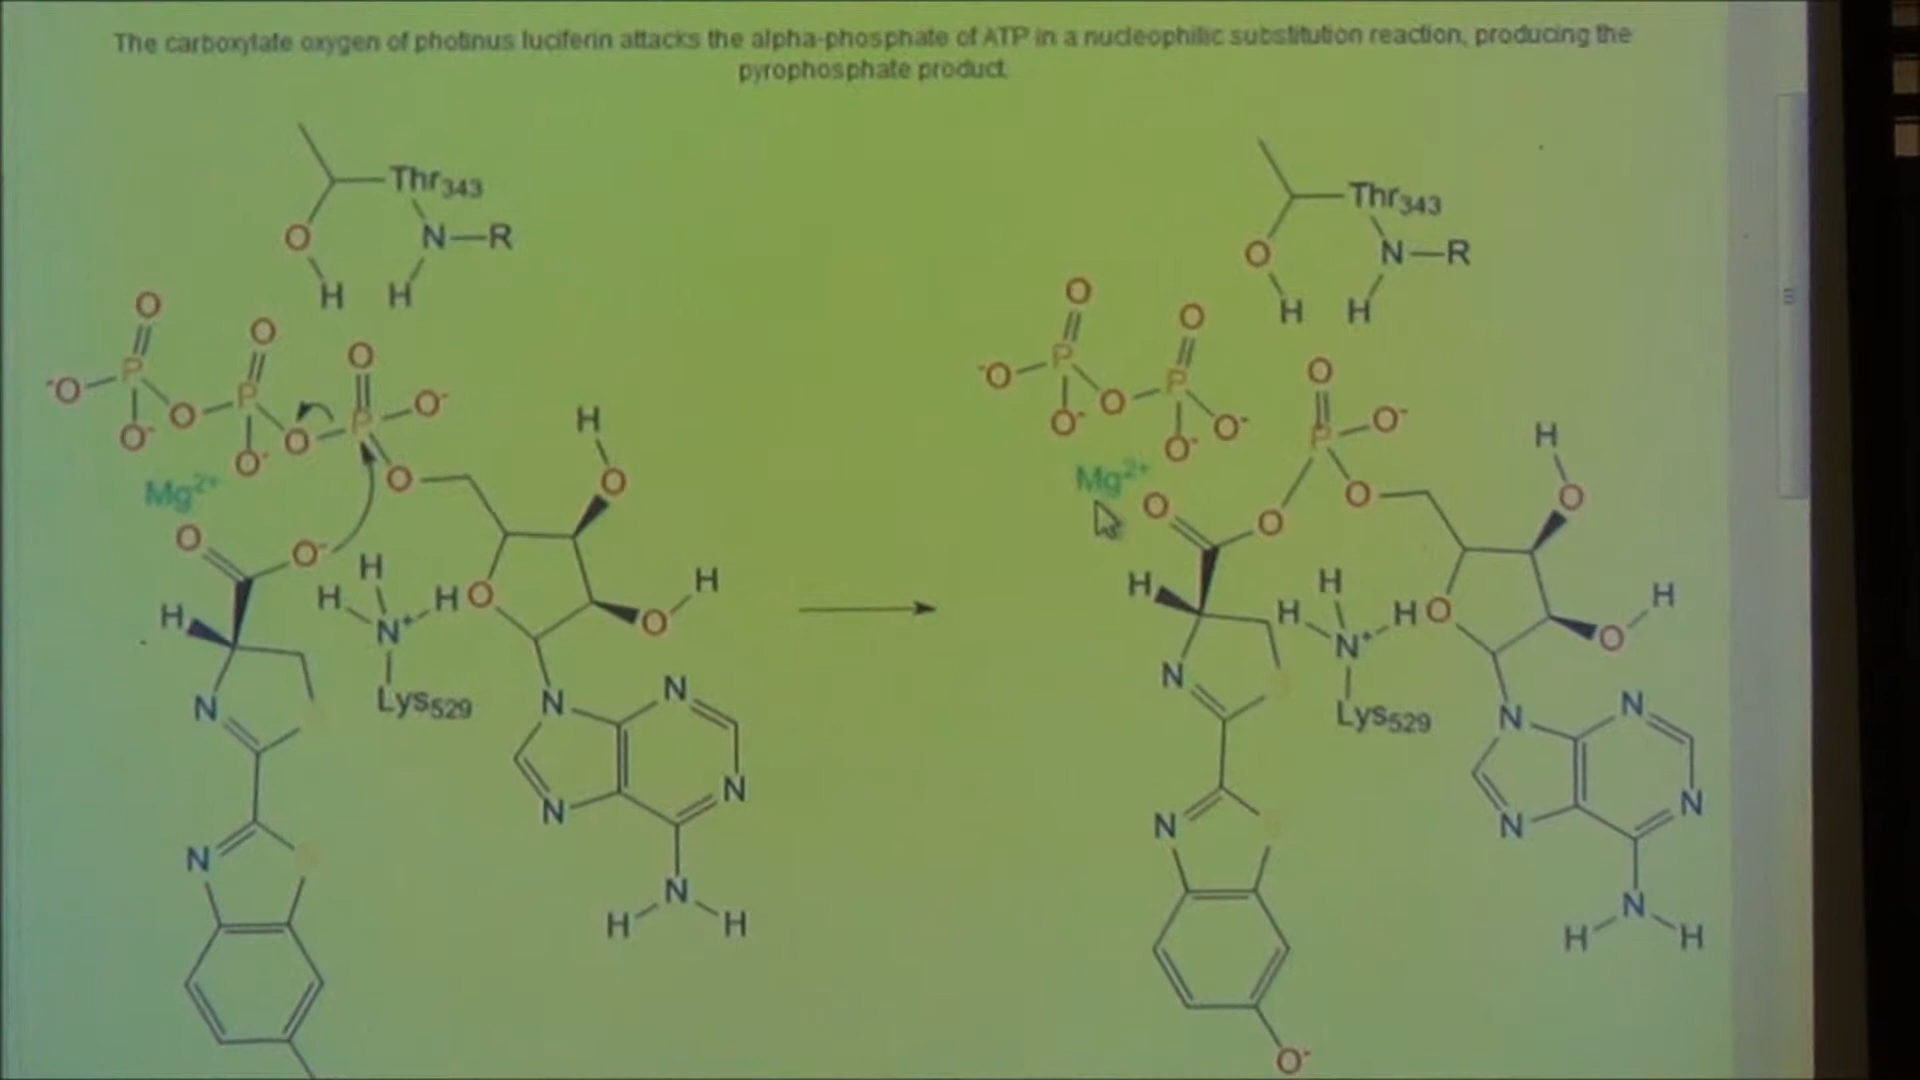 The carboxylate oxygen of photinus luciferin attacks the alpha-phosphate of ATP in a nucleophilic substitution reaction, producing the
pyrophosphate product.
Thr343
O
N—R
H H
O
O
O
-O P O P O P O-
O- O- O
Mg2+
O O-
H
O
H
H N+ H O
H
O
H
Lys529
N
N N
N N
N
N
H H
Thr343
O
N—R
H H
O
O
O
-O P O P O- P O-
O- O- O
Mg2+
O O
H
O
H
H N+ H O
H
O
H
N S
Lys529
N N
N S
N N
N
H H
O-